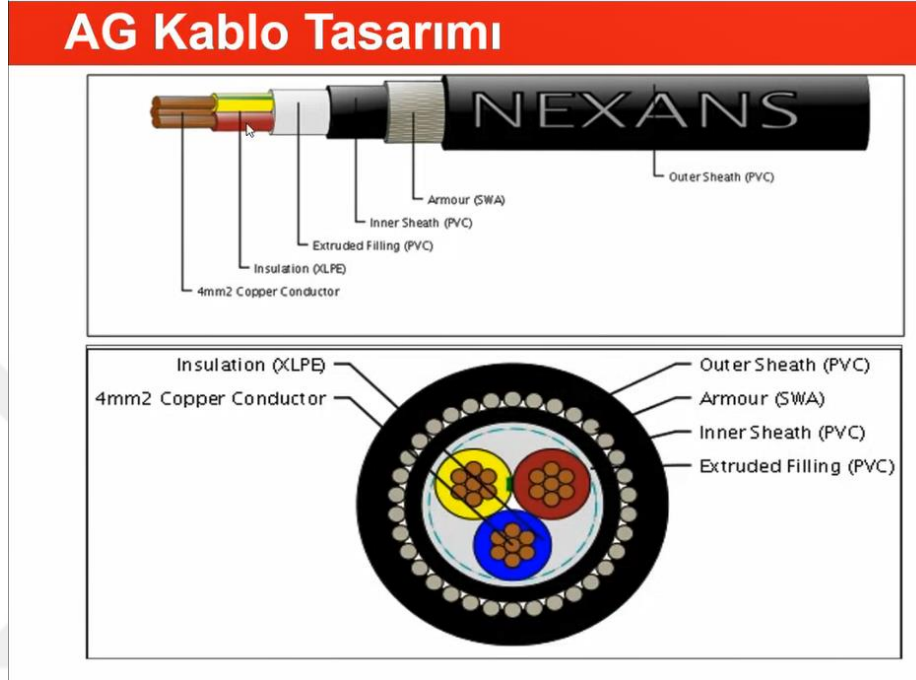 AG Kablo Tasarımı
NEXANS
Outer Sheath (PVC)
Armour (SWA)
Inner Sheath (PVC)
Extruded Filling (PVC)
Insulation (XLPE)
4mm2 Copper Conductor
Insulation (XLPE)
4mm2 Copper Conductor
Outer Sheath (PVC)
Armour (SWA)
Inner Sheath (PVC)
Extruded Filling (PVC)